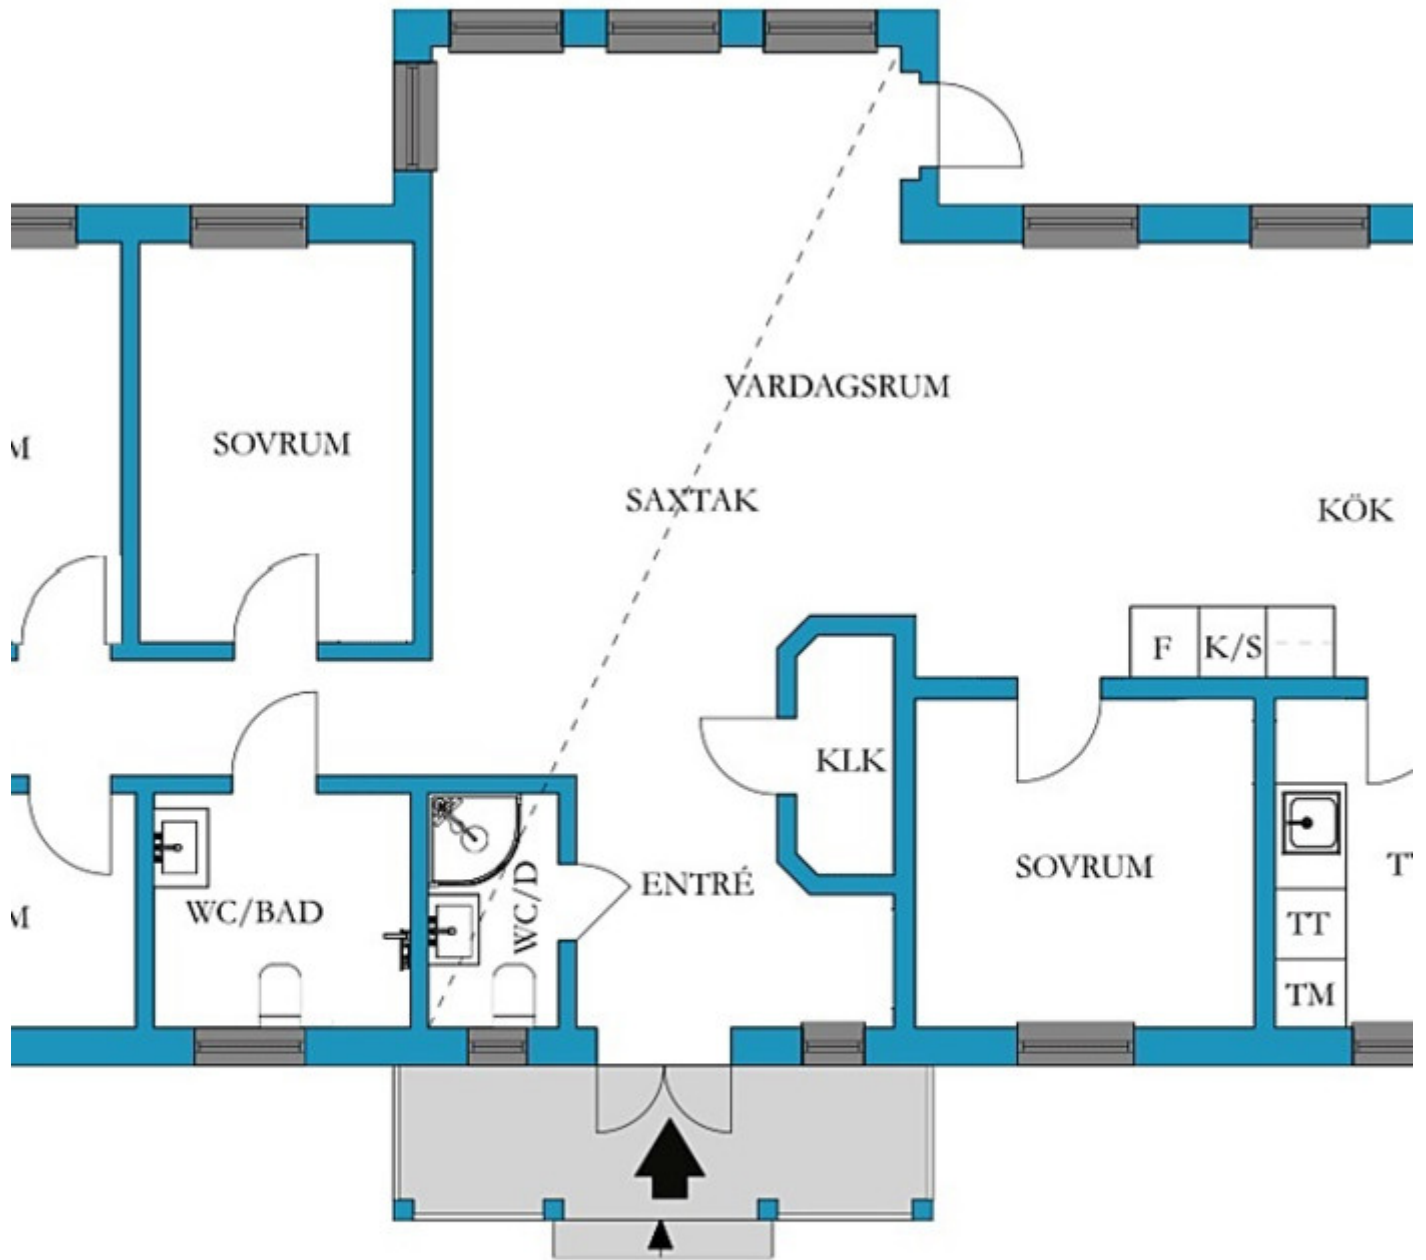 VARDAGSRUM
M
SOVRUM
SAXTAK
KÖK
F
K/S
KLK
SOVRUM
ENTRÉ
WC/BAD
WC/D
M
T
TT
TM